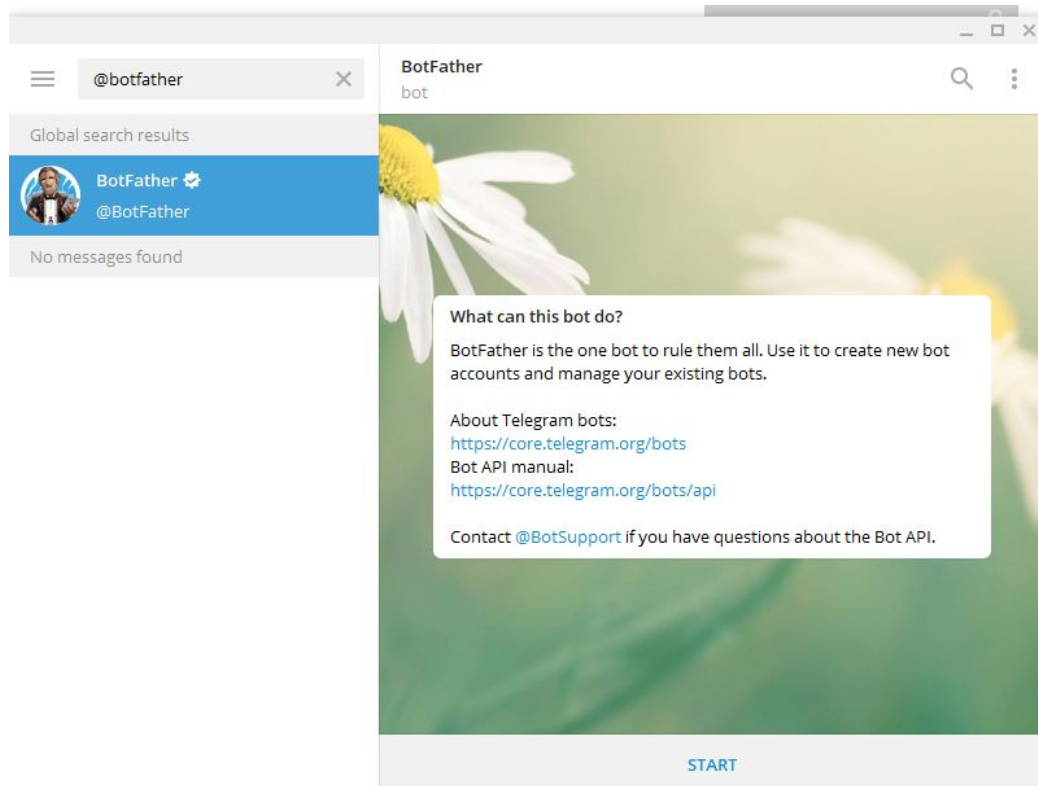 @botfather
Global search results
BotFather
@BotFather
No messages found
BotFather
bot
What can this bot do?
BotFather is the one bot to rule them all. Use it to create new bot
accounts and manage your existing bots.
About Telegram bots:
https://core.telegram.org/bots
Bot API manual:
https://core.telegram.org/bots/api
Contact @BotSupport if you have questions about the Bot API.
START